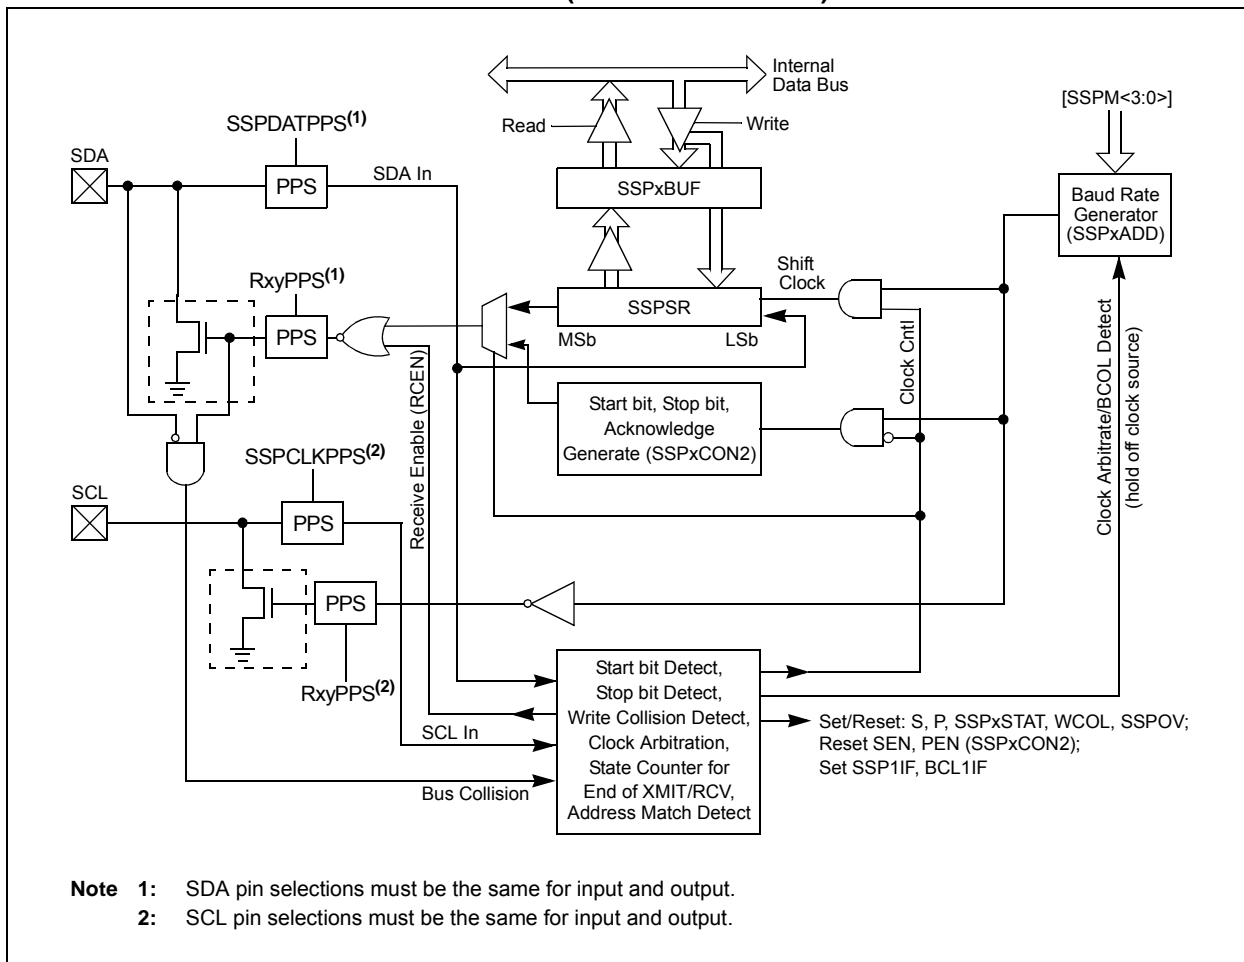 Internal
Data Bus
[SSPM<3:0>]
SSPDATPPS(1)
Read
Write
SDA
PPS
SDA In
SSPxBUF
Baud Rate
Generator
(SSPxADD)
RxyPPS(1)
Shift
Clock
PPS
SSPSR
MSb
LSb
Clock Cntl
Clock Arbitrate/BCOL Detect
(hold off clock source)
Receive Enable (RCEN)
Start bit, Stop bit,
Acknowledge
Generate (SSPxCON2)
SSPCLKPPS(2)
SCL
PPS
PPS
RxyPPS(2)
SCL In
Bus Collision
Start bit Detect,
Stop bit Detect,
Write Collision Detect,
Clock Arbitration,
State Counter for
End of XMIT/RCV,
Address Match Detect
Set/Reset: S, P, SSPxSTAT, WCOL, SSPOV;
Reset SEN, PEN (SSPxCON2);
Set SSP1IF, BCL1IF
Note 1: SDA pin selections must be the same for input and output.
2: SCL pin selections must be the same for input and output.